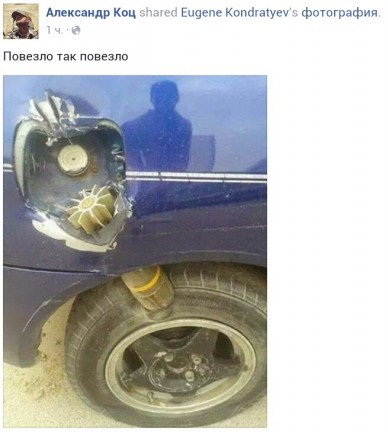 Александр Коц shared Eugene Kondratyev's фотография.
1 ч. ·
Повезло так повезло